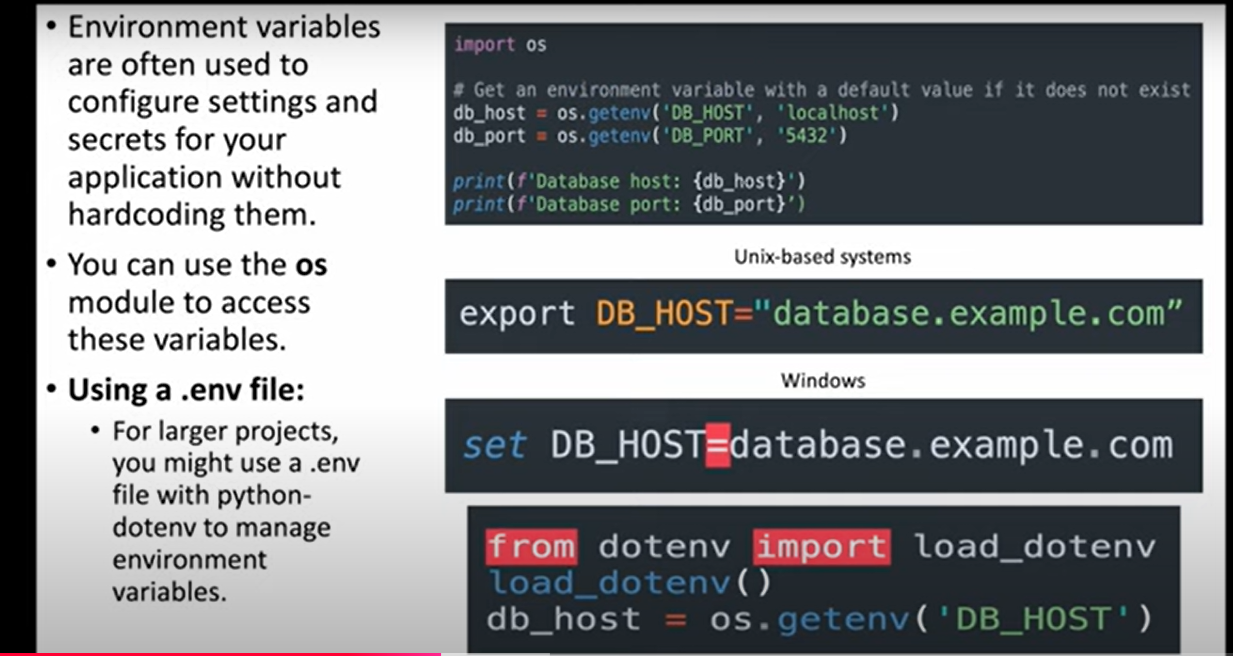 • Environment variables
are often used to
configure settings and
secrets for your
application without
hardcoding them.
• You can use the os
module to access
these variables.
• Using a .env file:
• For larger projects,
you might use a .env
file with python-
dotenv to manage
environment
variables.
import os
# Get an environment variable with a default value if it does not exist
db_host = os.getenv('DB_HOST', 'localhost')
db_port = os.getenv('DB_PORT', '5432')
print(f'Database host: {db_host}')
print(f'Database port: {db_port}’)
Unix-based systems
export DB_HOST="database.example.com”
Windows
set DB_HOST=database.example.com
from dotenv import load_dotenv
load_dotenv()
db_host = os.getenv('DB_HOST')